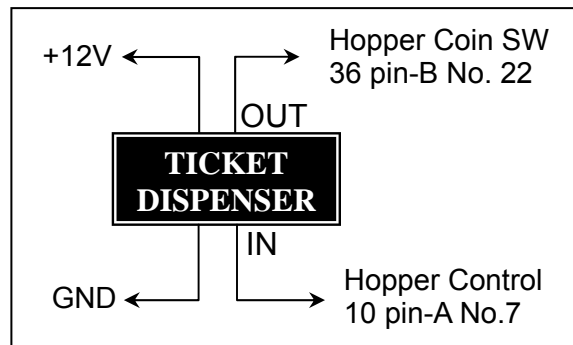 +12V
Hopper Coin SW
36 pin-B No. 22
OUT
TICKET
DISPENSER
IN
GND
Hopper Control
10 pin-A No.7